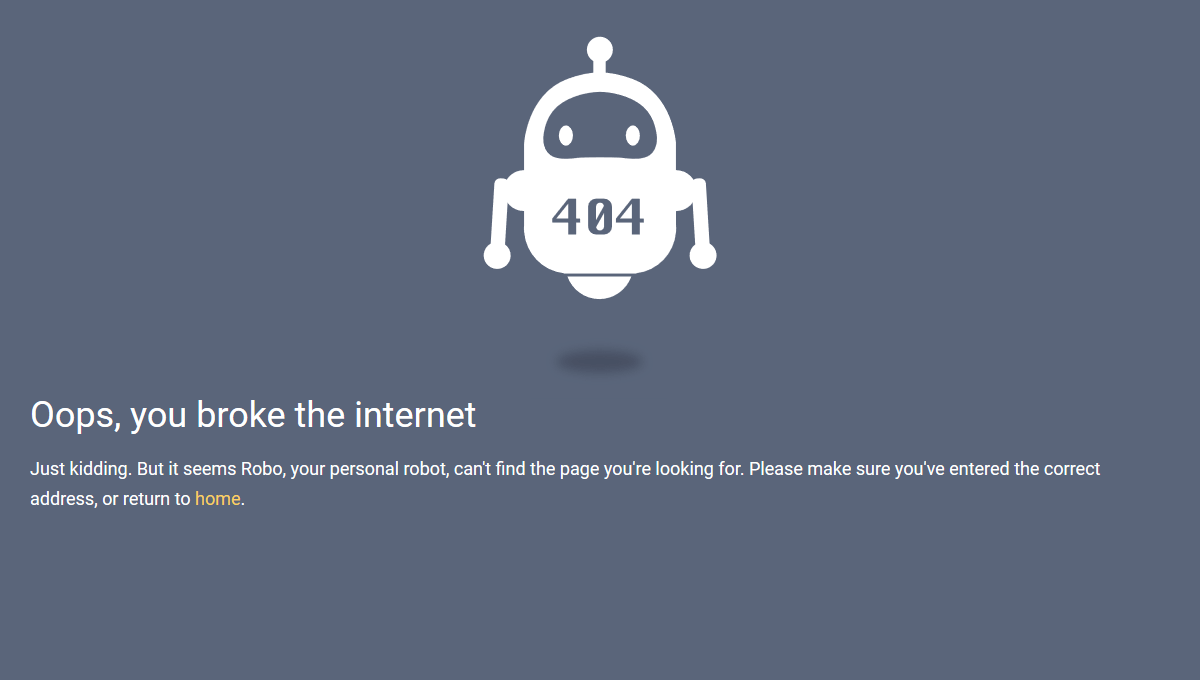 404
Oops, you broke the internet
Just kidding. But it seems Robo, your personal robot, can't find the page you're looking for. Please make sure you've entered the correct
address, or return to home.